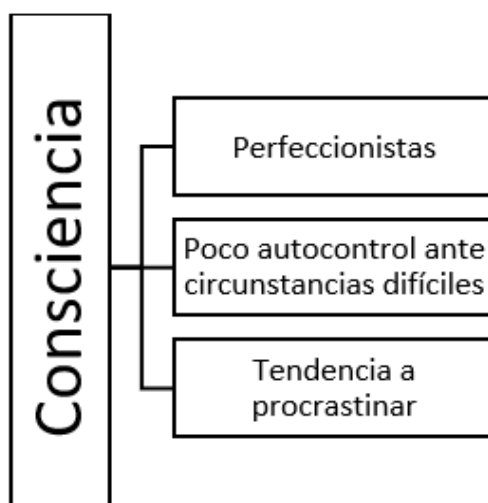 Consciencia
Perfeccionistas
Poco autocontrol ante
circunstancias difíciles
Tendencia a
procrastinar